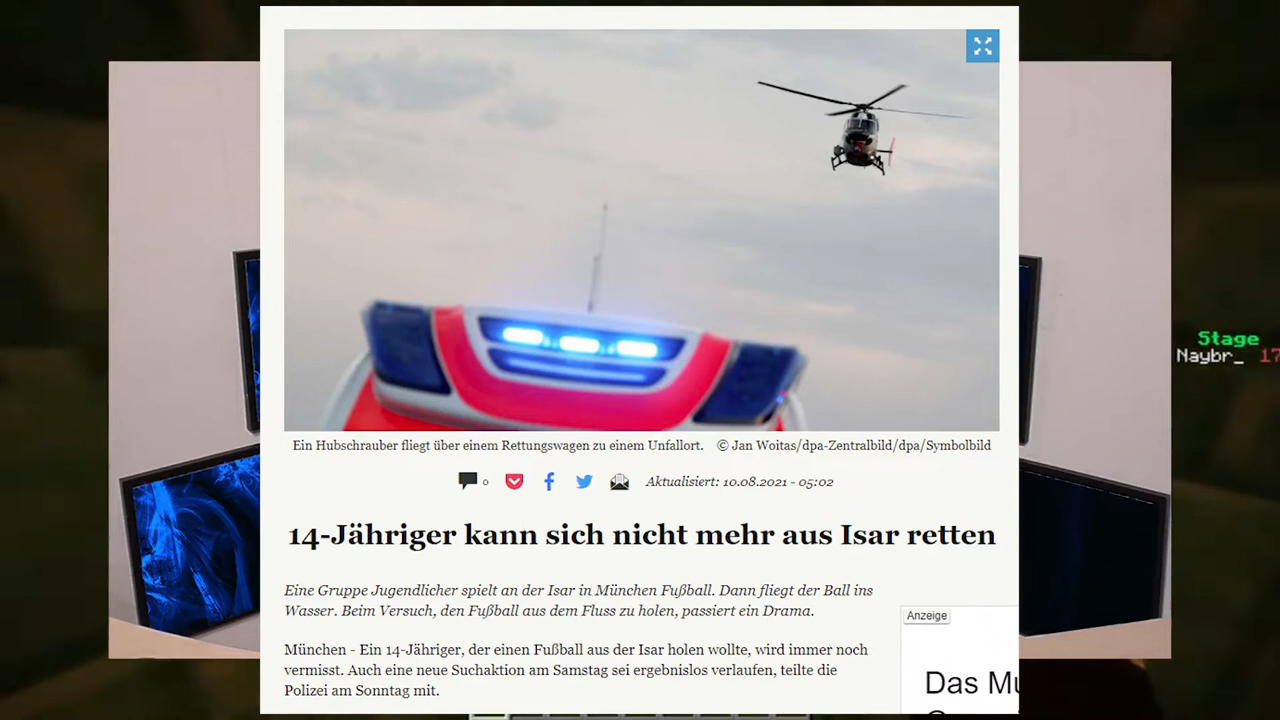 Ein Hubschrauber fliegt über einem Rettungswagen zu einem Unfallort. © Jan Woitas/dpa-Zentralbild/dpa/Symbolbild
0 Aktualisiert: 10.08.2021 - 05:02
14-Jähriger kann sich nicht mehr aus Isar retten
Eine Gruppe Jugendlicher spielt an der Isar in München Fußball. Dann fliegt der Ball ins
Wasser. Beim Versuch, den Fußball aus dem Fluss zu holen, passiert ein Drama.
München - Ein 14-Jähriger, der einen Fußball aus der Isar holen wollte, wird immer noch
vermisst. Auch eine neue Suchaktion am Samstag sei ergebnislos verlaufen, teilte die
Polizei am Sonntag mit.
Anzeige
Das Mu
Stage
Naybr_ 17